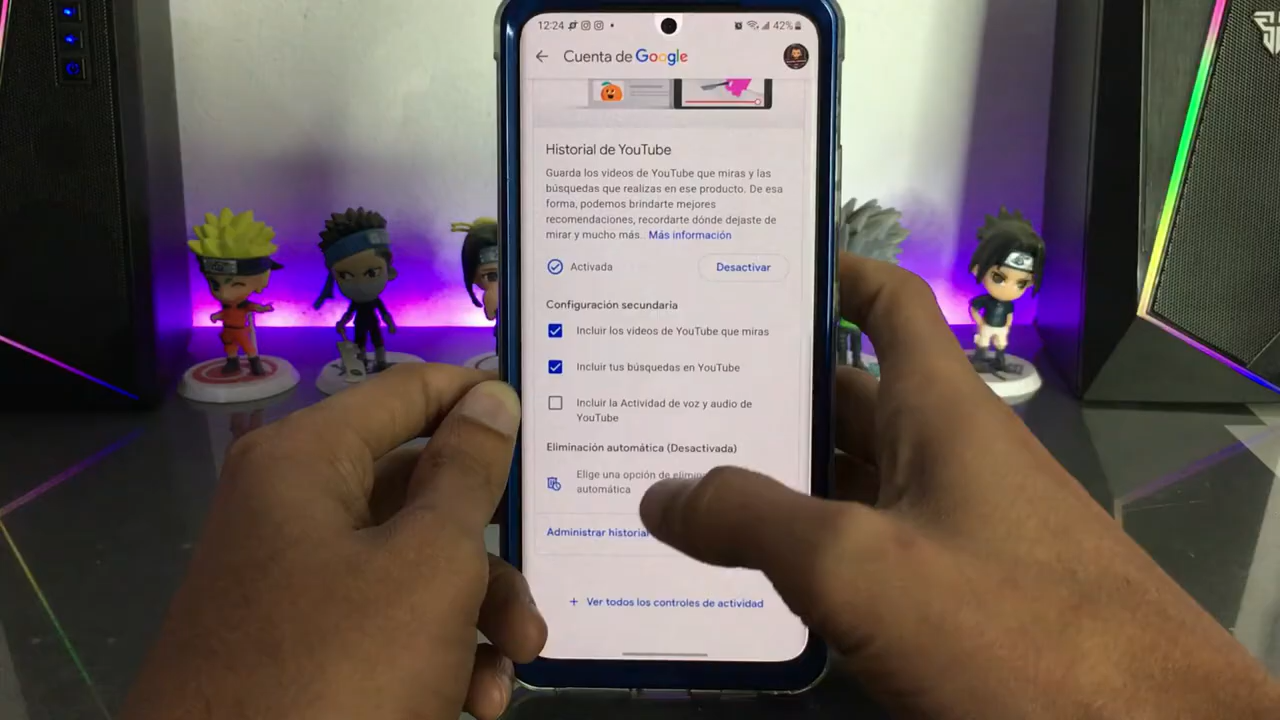 12:24
42%
Cuenta de Google
Historial de YouTube
Guarda los videos de YouTube que miras y las
búsquedas que realizas en ese producto. De esa
forma, podemos brindarte mejores
recomendaciones, recordarte dónde dejaste de
mirar y mucho más.. Más información
Activada
Desactivar
Configuración secundaria
Incluir los videos de YouTube que miras
Incluir tus búsquedas en YouTube
Incluir la Actividad de voz y audio de
YouTube
Eliminación automática (Desactivada)
Elige una opción de
automática
Administrar historial
+ Ver todos los controles de actividad